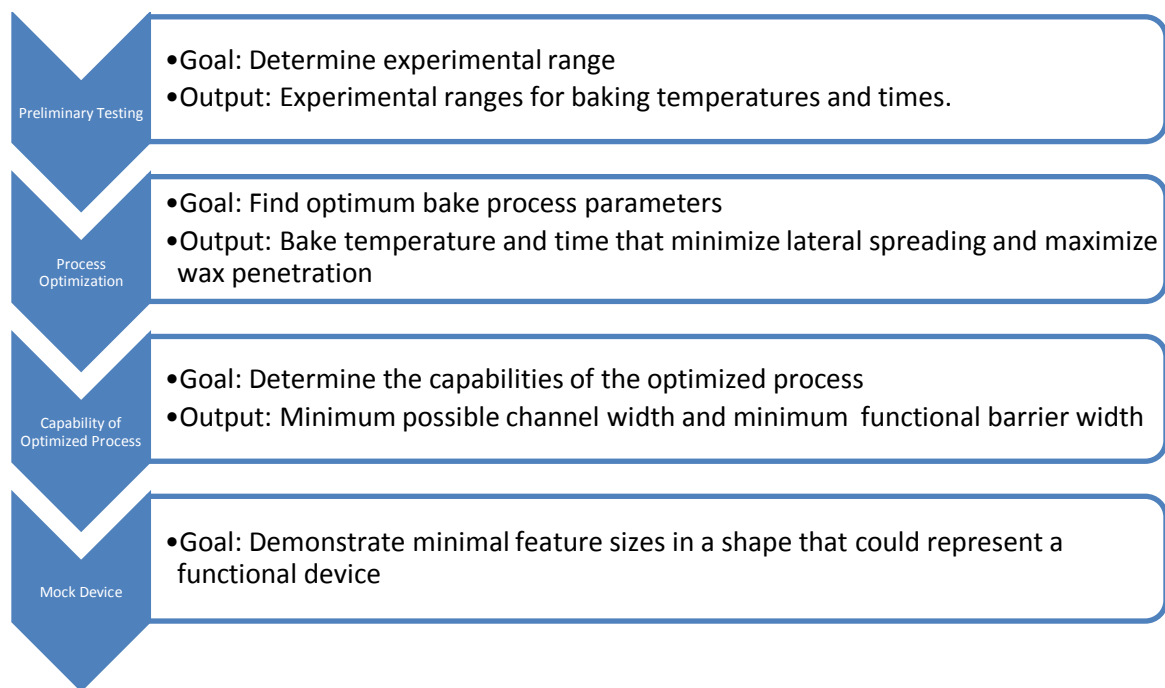 Preliminary Testing
•Goal: Determine experimental range
•Output: Experimental ranges for baking temperatures and times.
Process
Optimization
•Goal: Find optimum bake process parameters
•Output: Bake temperature and time that minimize lateral spreading and maximize
wax penetration
Capability of
Optimized Process
•Goal: Determine the capabilities of the optimized process
•Output: Minimum possible channel width and minimum functional barrier width
Mock Device
•Goal: Demonstrate minimal feature sizes in a shape that could represent a
functional device